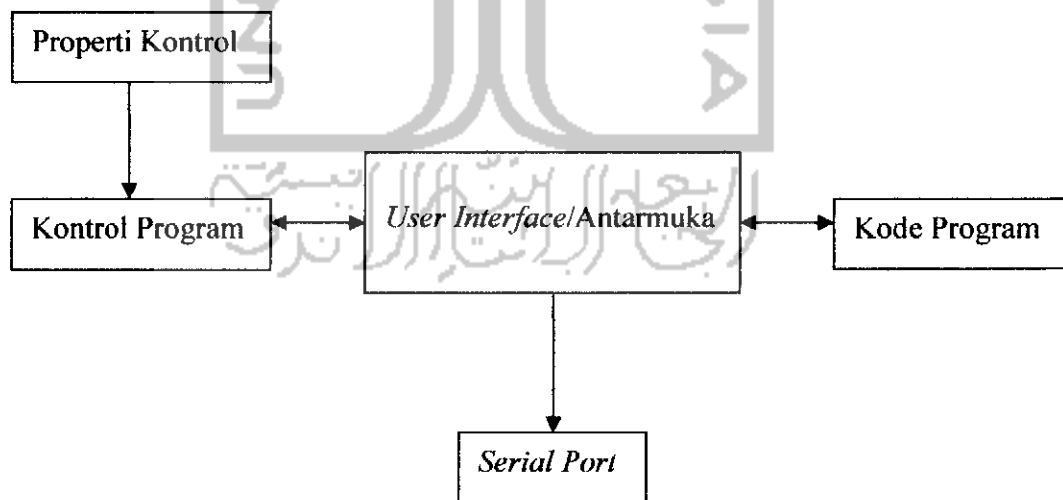 Properti Kontrol
Kontrol Program
User Interface/Antarmuka
Kode Program
Serial Port